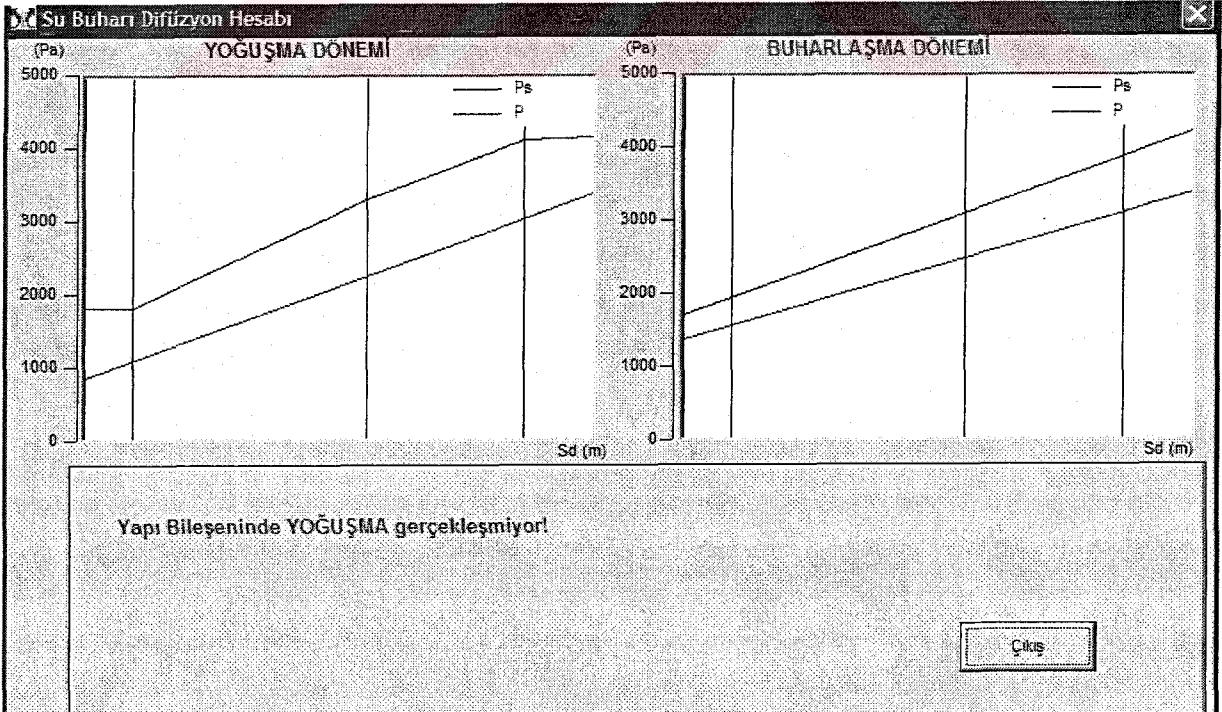 Su Buharı Difüzyon Hesabı
(Pa)
YOĞUŞMA DÖNEMİ
5000
4000
3000
2000
1000
0
Ps
P
Sd (m)
(Pa)
BUHARLAŞMA DÖNEMİ
5000
4000
3000
2000
1000
0
Ps
P
Sd (m)
Yapı Bileşeninde YOĞUŞMA gerçekleşmiyor!
Çıkış